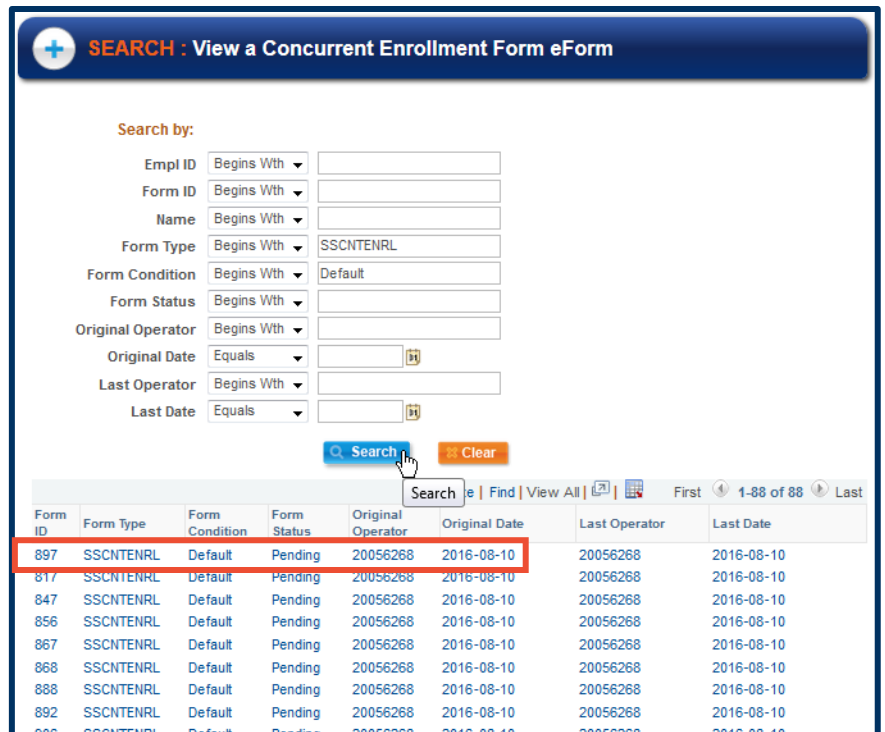 SEARCH : View a Concurrent Enrollment Form eForm
Search by:
Empl ID Begins Wth
Form ID Begins Wth
Name Begins Wth
Form Type Begins Wth SSCNTENRL
Form Condition Begins Wth Default
Form Status Begins Wth
Original Operator Begins Wth
Original Date Equals 31
Last Operator Begins Wth
Last Date Equals 31
Search Clear
Search | Find | View All | First 1-88 of 88 Last
Form ID Form Type Form Condition Form Status Original Operator Original Date Last Operator Last Date
897 SSCNTENRL Default Pending 20056268 2016-08-10 20056268 2016-08-10
817 SSCNTENRL Default Pending 20056268 2016-08-10 20056268 2016-08-10
847 SSCNTENRL Default Pending 20056268 2016-08-10 20056268 2016-08-10
856 SSCNTENRL Default Pending 20056268 2016-08-10 20056268 2016-08-10
867 SSCNTENRL Default Pending 20056268 2016-08-10 20056268 2016-08-10
868 SSCNTENRL Default Pending 20056268 2016-08-10 20056268 2016-08-10
888 SSCNTENRL Default Pending 20056268 2016-08-10 20056268 2016-08-10
892 SSCNTENRL Default Pending 20056268 2016-08-10 20056268 2016-08-10